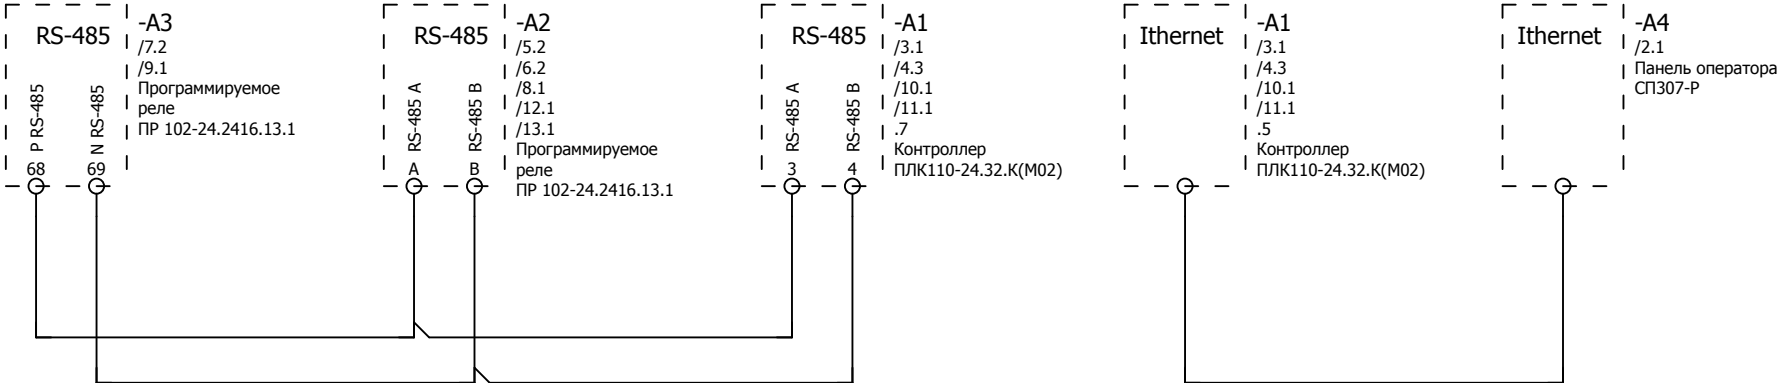 RS-485
-A3
/7.2
/9.1
Программируемое
реле
ПР 102-24.2416.13.1
P RS-485
N RS-485
68
69
RS-485
-A2
/5.2
/6.2
/8.1
/12.1
/13.1
Программируемое
реле
ПР 102-24.2416.13.1
RS-485 A
RS-485 B
A
B
RS-485
-A1
/3.1
/4.3
/10.1
/11.1
.7
Контроллер
ПЛК110-24.32.К(М02)
RS-485 A
RS-485 B
3
4
Ithernet
-A1
/3.1
/4.3
/10.1
/11.1
.5
Контроллер
ПЛК110-24.32.К(М02)
Ithernet
-A4
/2.1
Панель оператора
СП307-Р